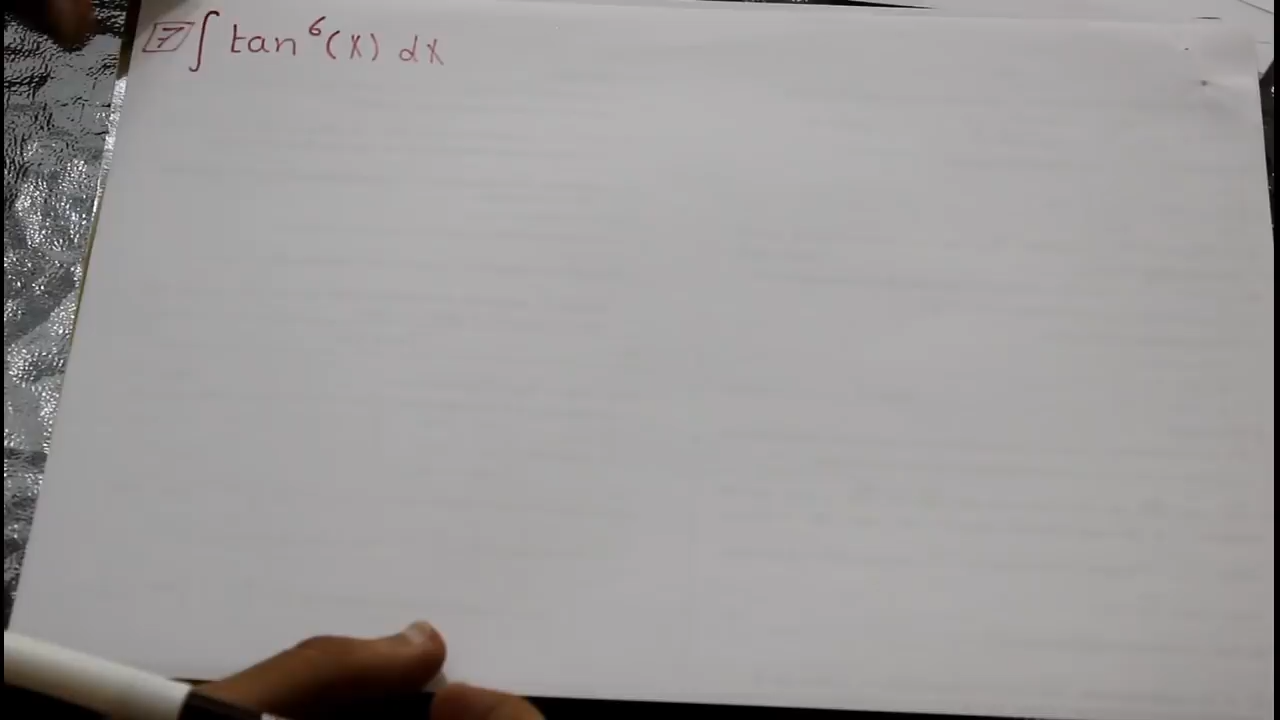 7 ∫ tan⁶(x) dx